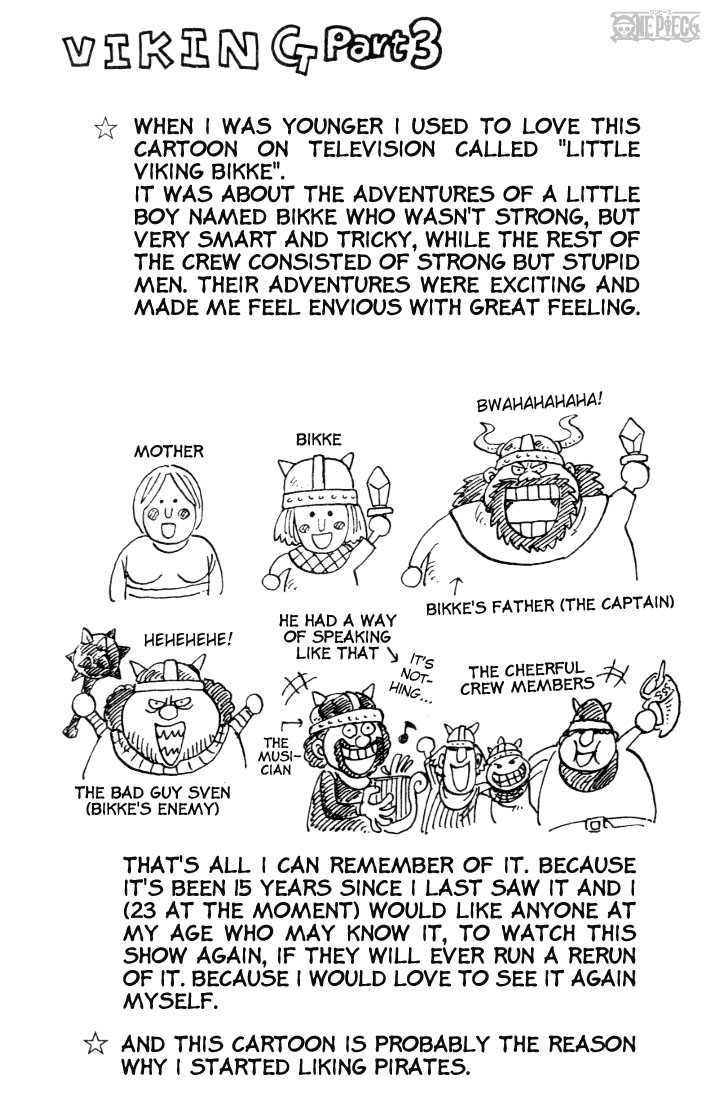 VIKING Part 3
ONE PIECE
☆ WHEN I WAS YOUNGER I USED TO LOVE THIS
CARTOON ON TELEVISION CALLED "LITTLE
VIKING BIKKE".
IT WAS ABOUT THE ADVENTURES OF A LITTLE
BOY NAMED BIKKE WHO WASN'T STRONG, BUT
VERY SMART AND TRICKY, WHILE THE REST OF
THE CREW CONSISTED OF STRONG BUT STUPID
MEN. THEIR ADVENTURES WERE EXCITING AND
MADE ME FEEL ENVIOUS WITH GREAT FEELING.
MOTHER
BIKKE
BWAHAHAHAHA!
BIKKE'S FATHER (THE CAPTAIN)
HEHEHEHE!
THE BAD GUY SVEN
(BIKKE'S ENEMY)
HE HAD A WAY
OF SPEAKING
LIKE THAT
IT'S
NOT-
HING...
THE
MUSI-
CIAN
THE CHEERFUL
CREW MEMBERS
THAT'S ALL I CAN REMEMBER OF IT. BECAUSE
IT'S BEEN 15 YEARS SINCE I LAST SAW IT AND I
(23 AT THE MOMENT) WOULD LIKE ANYONE AT
MY AGE WHO MAY KNOW IT, TO WATCH THIS
SHOW AGAIN, IF THEY WILL EVER RUN A RERUN
OF IT. BECAUSE I WOULD LOVE TO SEE IT AGAIN
MYSELF.
☆ AND THIS CARTOON IS PROBABLY THE REASON
WHY I STARTED LIKING PIRATES.